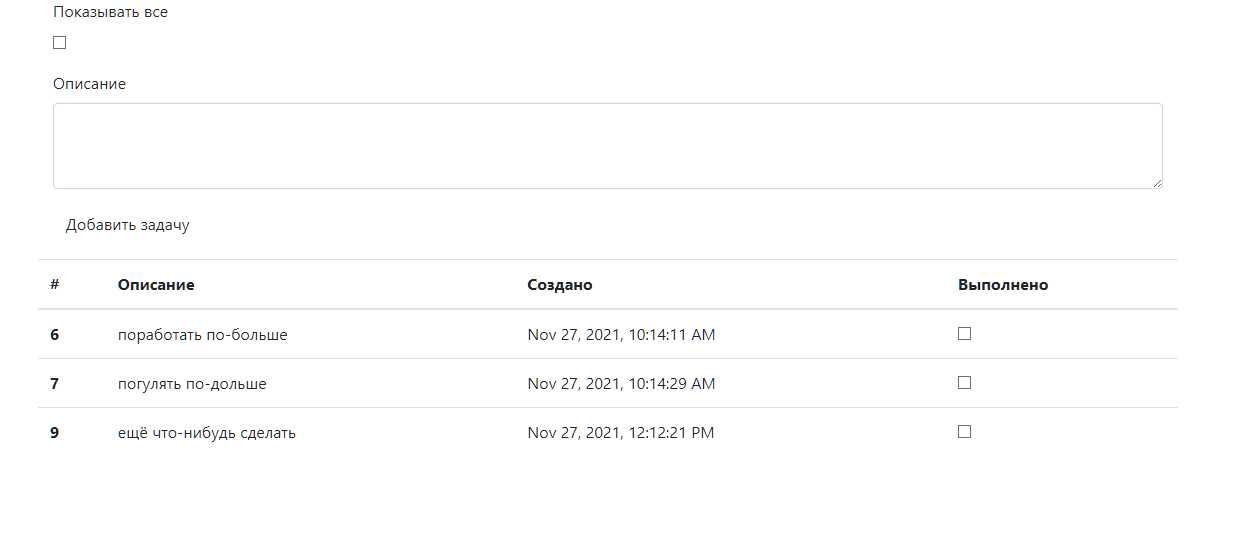 Показывать все
Описание
Добавить задачу
# Описание Создано Выполнено
6 поработать по-больше Nov 27, 2021, 10:14:11 AM
7 погулять по-дольше Nov 27, 2021, 10:14:29 AM
9 ещё что-нибудь сделать Nov 27, 2021, 12:12:21 PM